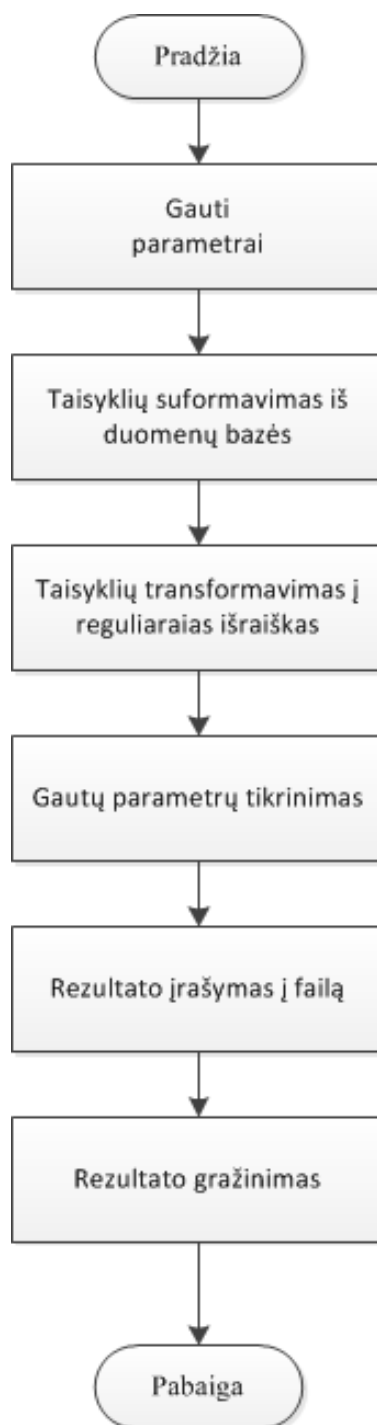 Pradžia
Gauti
parametrai
Taisyklių suformavimas iš
duomenų bazės
Taisyklių transformavimas į
reguliaraias išraiškas
Gautų parametrų tikrinimas
Rezultato įrašymas į failą
Rezultato gražinimas
Pabaiga